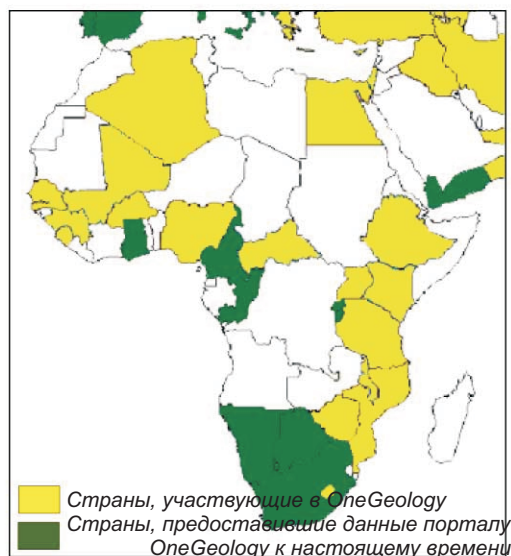 Страны, участвующие в OneGeology
Страны, предоставившие данные порталу
OneGeology к настоящему времени